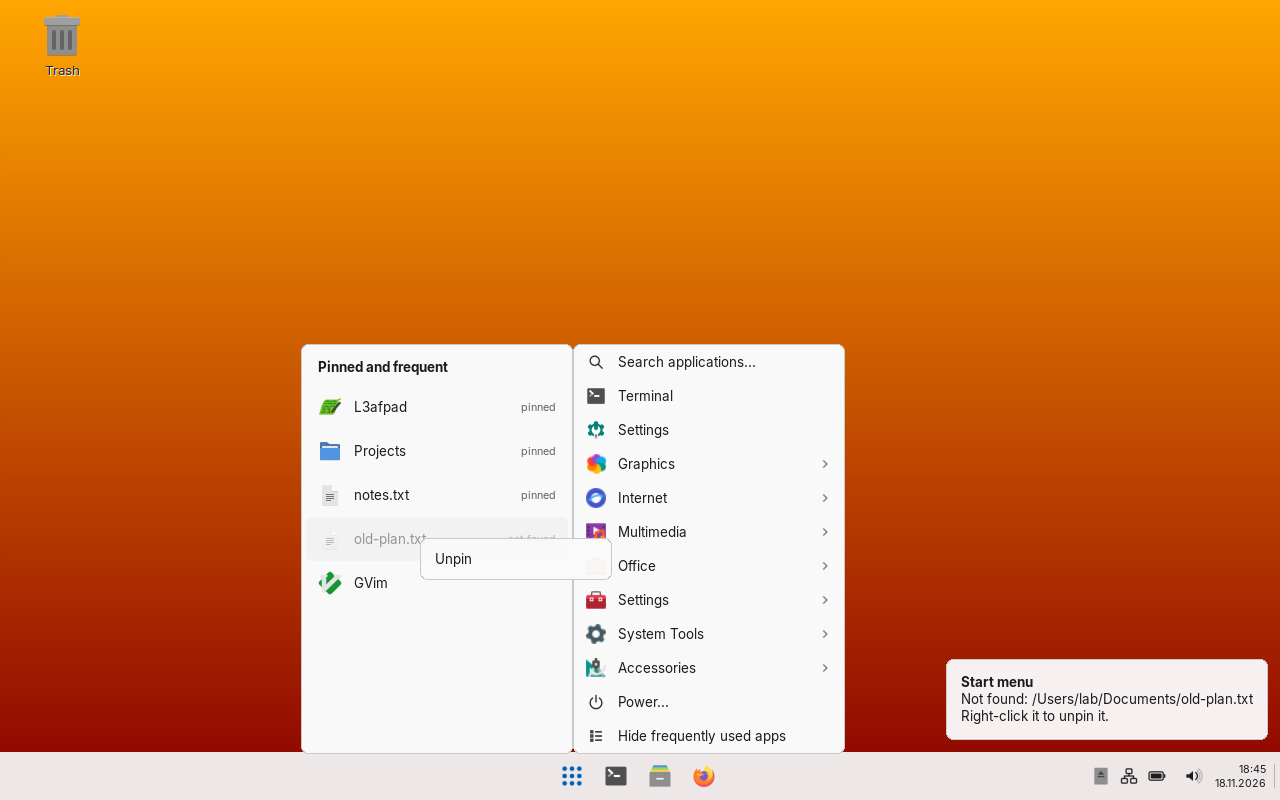 Trash
Pinned and frequent
L3afpad pinned
Projects pinned
notes.txt pinned
old-plan.txt not found
GVim
Unpin
Search applications...
Terminal
Settings
Graphics
Internet
Multimedia
Office
Settings
System Tools
Accessories
Power...
Hide frequently used apps
Start menu
Not found: /Users/lab/Documents/old-plan.txt
Right-click it to unpin it.
18:45
18.11.2026